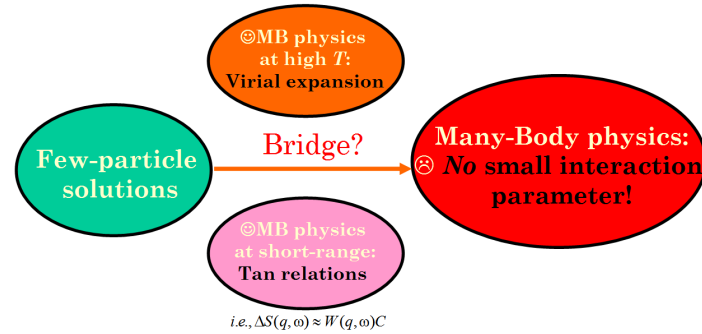 ☺MB physics
at high T:
Virial expansion
Few-particle
solutions
Bridge?
Many-Body physics:
☹ No small interaction
parameter!
☺MB physics
at short-range:
Tan relations
i.e., ΔS(q,ω) ≈ W(q,ω)C